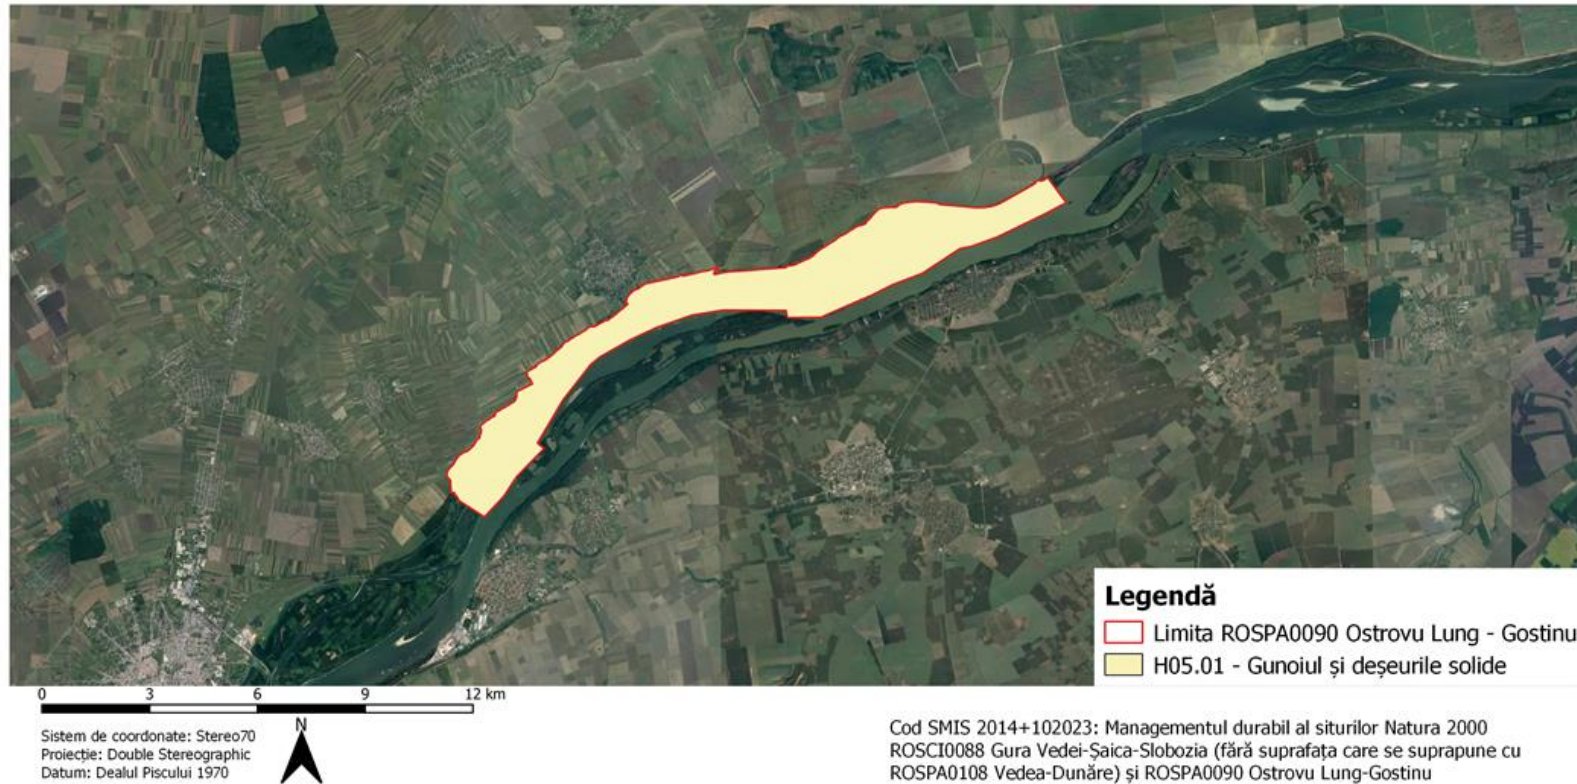 Legendă
Limita ROSPA0090 Ostrovu Lung - Gostinu
H05.01 - Gunoiul și deșeurile solide
0 3 6 9 12 km
Sistem de coordonate: Stereo70
Proiecție: Double Stereographic
Datum: Dealul Piscului 1970
N
Cod SMIS 2014+102023: Managementul durabil al siturilor Natura 2000
ROSCI0088 Gura Vedei-Șaica-Slobozia (fără suprafața care se suprapune cu
ROSPA0108 Vedea-Dunăre) și ROSPA0090 Ostrovu Lung-Gostinu